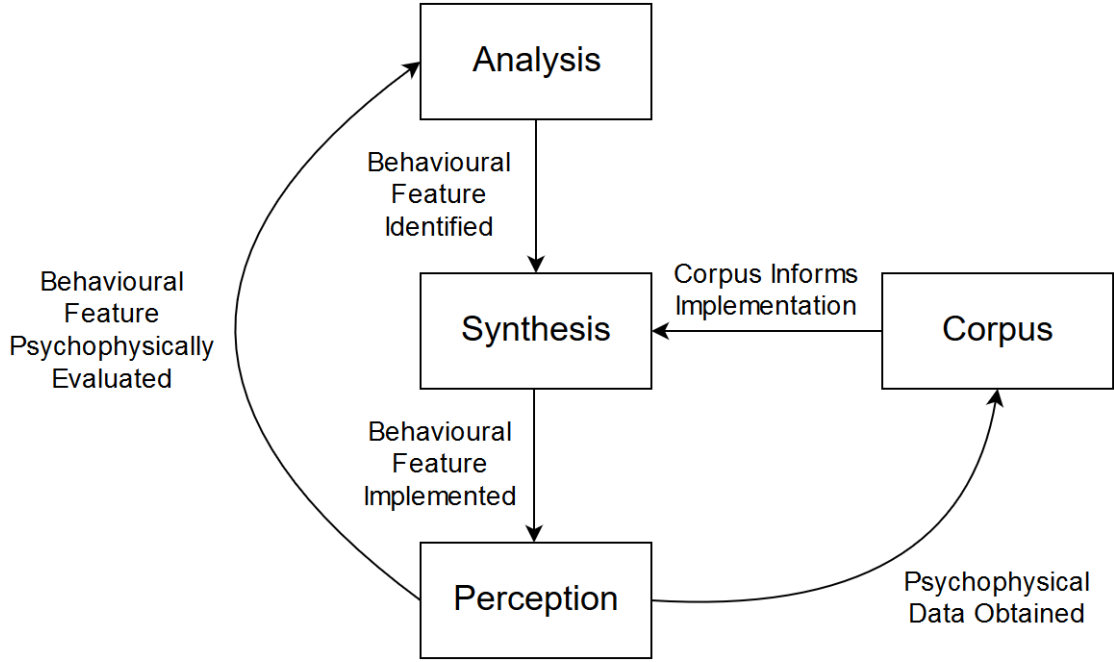 Analysis
Behavioural
Feature
Identified
Behavioural
Feature
Psychophysically
Evaluated
Synthesis
Corpus Informs
Implementation
Corpus
Behavioural
Feature
Implemented
Perception
Psychophysical
Data Obtained